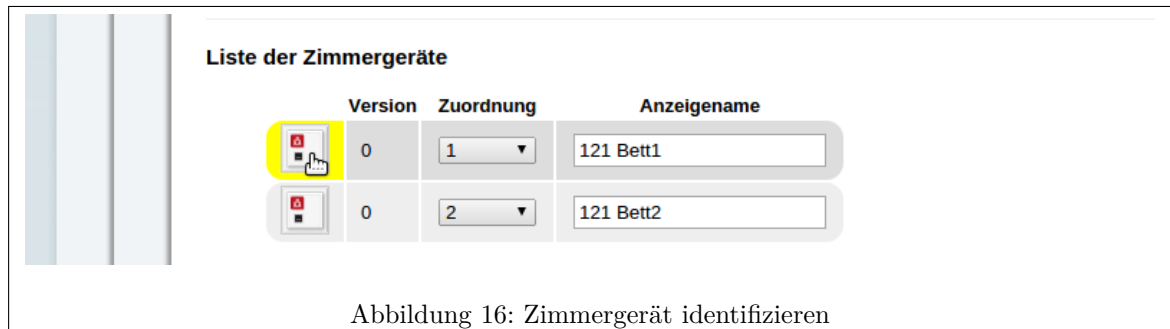 Liste der Zimmergeräte
Version Zuordnung Anzeigename
0 1 121 Bett1
0 2 121 Bett2
Abbildung 16: Zimmergerät identifizieren